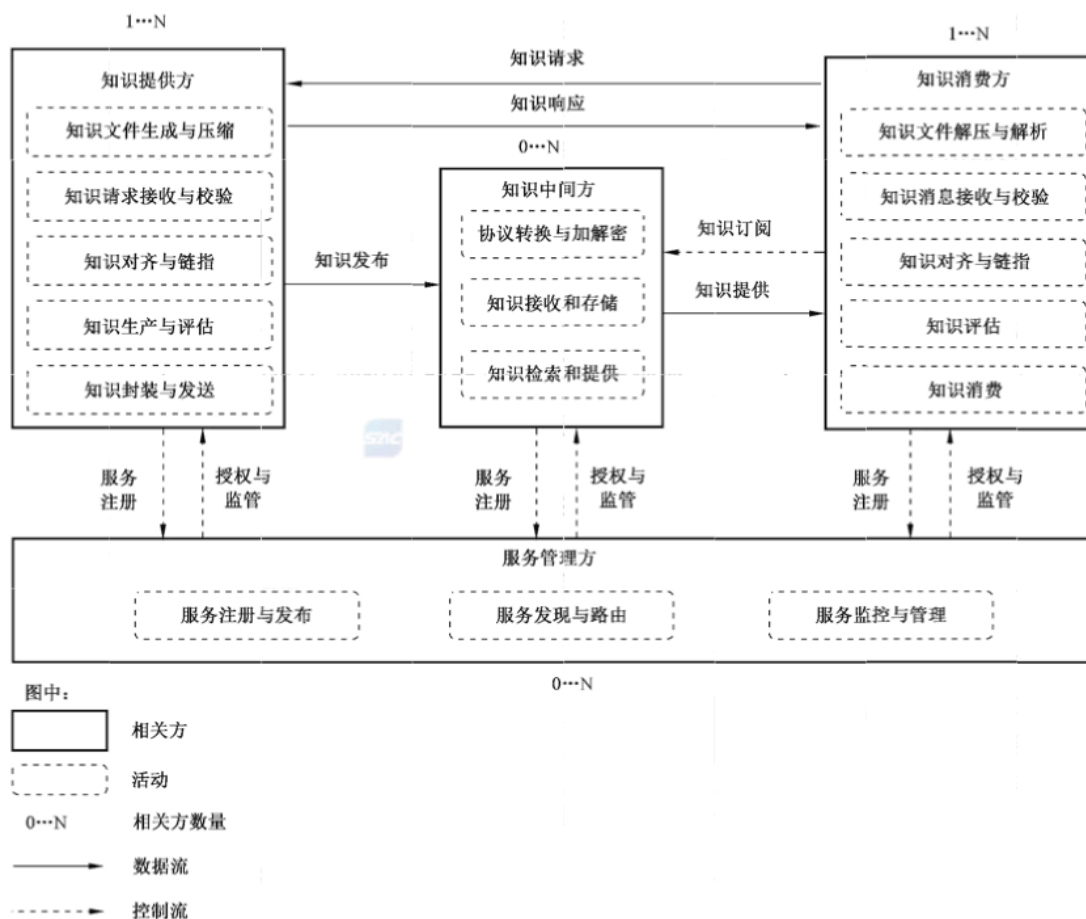 1…N
1…N
知识请求
知识提供方
知识消费方
知识响应
知识文件生成与压缩
知识文件解压与解析
0…N
知识中间方
知识请求接收与校验
知识消息接收与校验
协议转换与加解密
知识订阅
知识发布
知识对齐与链指
知识对齐与链指
知识提供
知识接收和存储
知识生产与评估
知识评估
知识检索和提供
知识封装与发送
知识消费
SAC
服务
注册
授权与
监管
服务
注册
授权与
监管
服务
注册
授权与
监管
服务管理方
服务注册与发布
服务发现与路由
服务监控与管理
0…N
图中：
相关方
活动
0…N 相关方数量
数据流
控制流